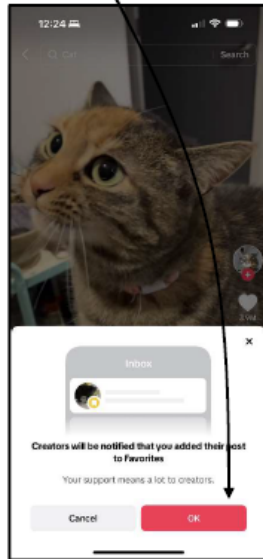 12:24
Cat Search
Inbox
Creators will be notified that you added their post
to Favorites
Your support means a lot to creators.
Cancel OK